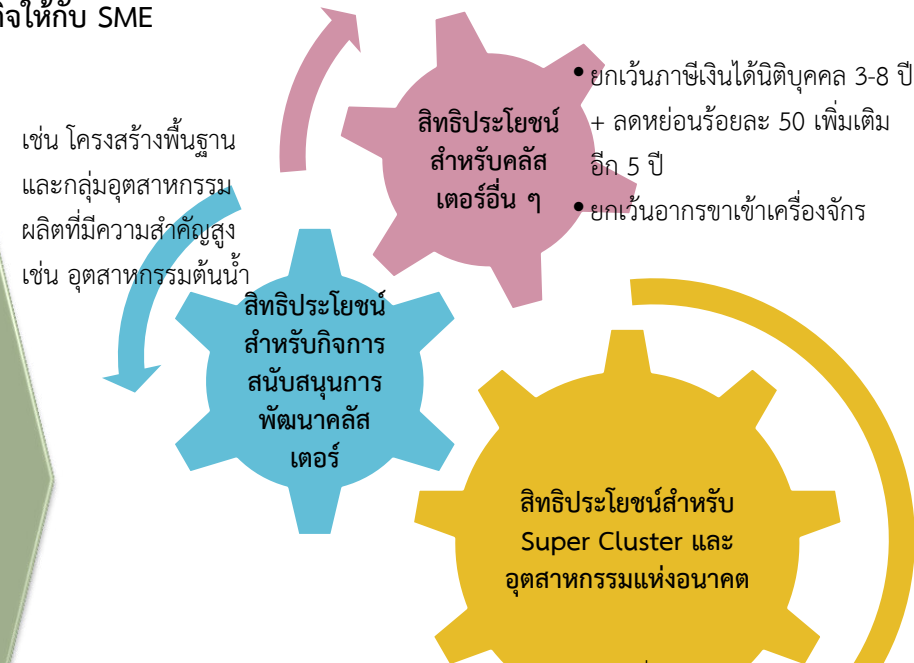 กิจให้กับ SME
สิทธิประโยชน์
สำหรับคลัส
เตอร์อื่น ๆ
• ยกเว้นภาษีเงินได้นิติบุคคล 3-8 ปี
+ ลดหย่อนร้อยละ 50 เพิ่มเติม
อีก 5 ปี
• ยกเว้นอากรขาเข้าเครื่องจักร
เช่น โครงสร้างพื้นฐาน
และกลุ่มอุตสาหกรรม
ผลิตที่มีความสำคัญสูง
เช่น อุตสาหกรรมต้นน้ำ
สิทธิประโยชน์
สำหรับกิจการ
สนับสนุนการ
พัฒนาคลัส
เตอร์
สิทธิประโยชน์สำหรับ
Super Cluster และ
อุตสาหกรรมแห่งอนาคต